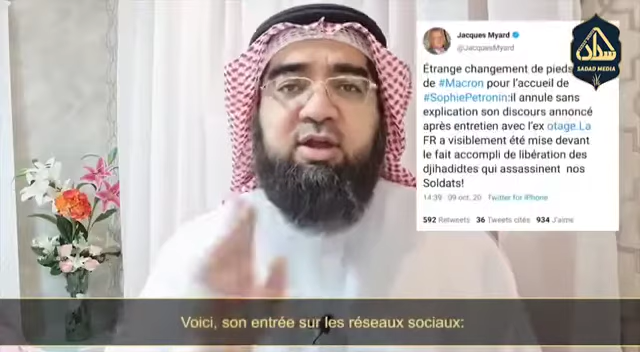 Jacques Myard
@JacquesMyard
Étrange changement de pieds
de #Macron pour l'accueil de
#SophiePetronin:il annule sans
explication son discours annoncé
après entretien avec l'ex otage.La
FR a visiblement été mise devant
le fait accompli de libération des
djihadidtes qui assassinent nos
Soldats!
14:39 · 09 oct. 20 · Twitter for iPhone
592 Retweets 36 Tweets cités 934 J'aime
سداد
SADAD MEDIA
Voici, son entrée sur les réseaux sociaux: